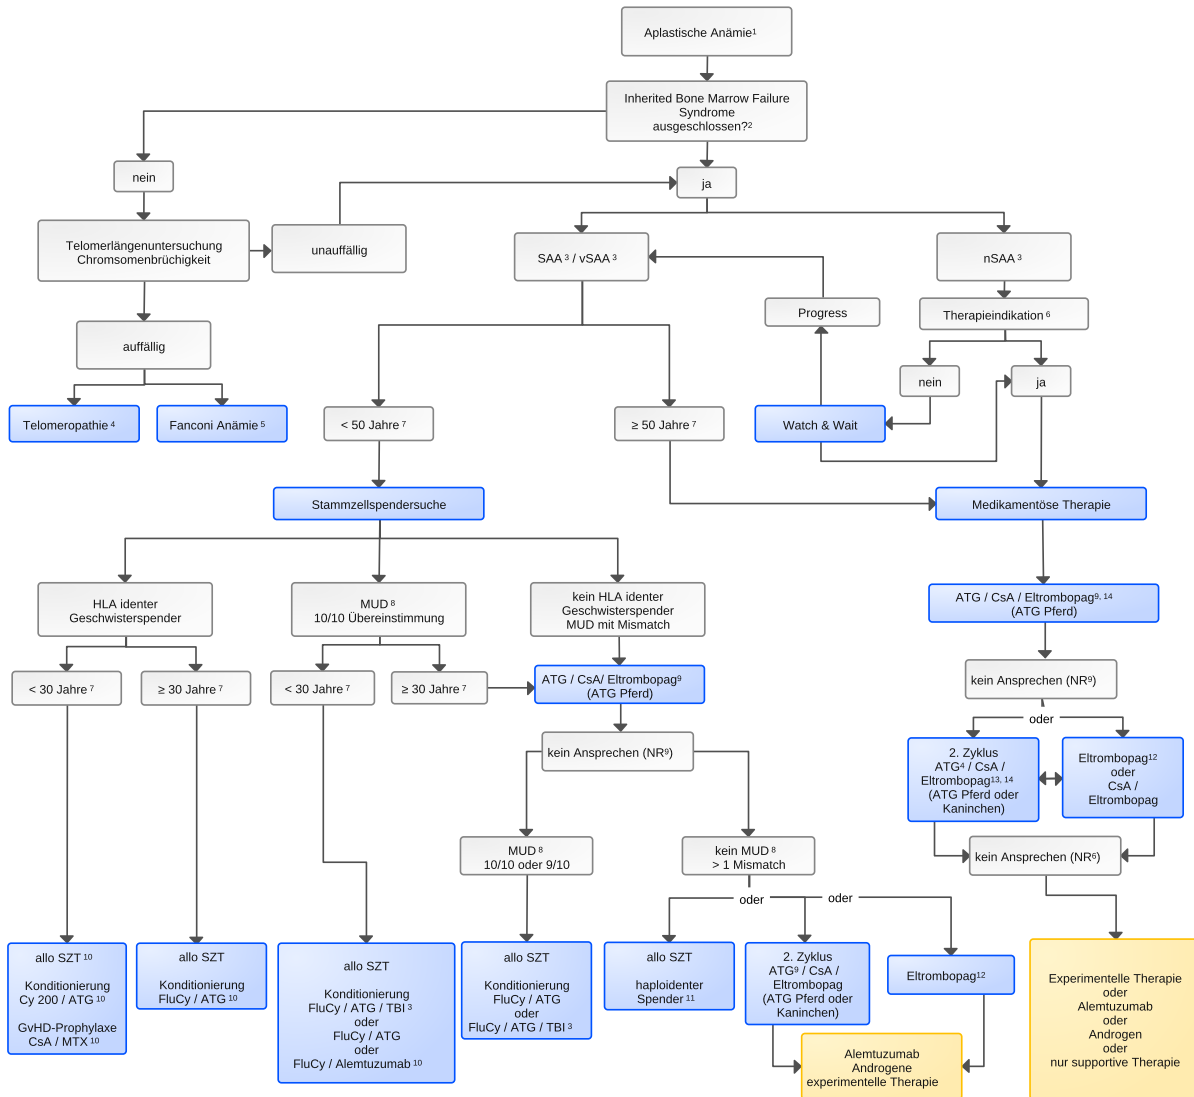 Aplastische Anämie¹
Inherited Bone Marrow Failure
Syndrome
ausgeschlossen?²
nein
ja
Telomerlängenuntersuchung
Chromsomenbrüchigkeit
unauffällig
SAA ³ / vSAA ³
nSAA ³
Progress
Therapieindikation ⁶
auffällig
nein
ja
Telomeropathie ⁴
Fanconi Anämie ⁵
< 50 Jahre ⁷
≥ 50 Jahre ⁷
Watch & Wait
Stammzellspendersuche
Medikamentöse Therapie
HLA identer
Geschwisterspender
MUD ⁸
10/10 Übereinstimmung
kein HLA identer
Geschwisterspender
MUD mit Mismatch
ATG / CsA / Eltrombopag⁹, ¹⁴
(ATG Pferd)
< 30 Jahre ⁷
≥ 30 Jahre ⁷
< 30 Jahre ⁷
≥ 30 Jahre ⁷
ATG / CsA/ Eltrombopag⁹
(ATG Pferd)
kein Ansprechen (NR⁹)
oder
kein Ansprechen (NR⁹)
2. Zyklus
ATG⁴ / CsA /
Eltrombopag¹³, ¹⁴
(ATG Pferd oder
Kaninchen)
Eltrombopag¹²
oder
CsA /
Eltrombopag
MUD ⁸
10/10 oder 9/10
kein MUD ⁸
> 1 Mismatch
kein Ansprechen (NR⁶)
oder
oder
allo SZT ¹⁰
Konditionierung
Cy 200 / ATG ¹⁰
GvHD-Prophylaxe
CsA / MTX ¹⁰
allo SZT
Konditionierung
FluCy / ATG ¹⁰
allo SZT
Konditionierung
FluCy / ATG / TBI ³
oder
FluCy / ATG
oder
FluCy / Alemtuzumab ¹⁰
allo SZT
Konditionierung
FluCy / ATG
oder
FluCy / ATG / TBI ³
allo SZT
haploidenter
Spender ¹¹
2. Zyklus
ATG⁹ / CsA /
Eltrombopag
(ATG Pferd oder
Kaninchen)
Eltrombopag¹²
Experimentelle Therapie
oder
Alemtuzumab
oder
Androgen
oder
nur supportive Therapie
Alemtuzumab
Androgene
experimentelle Therapie